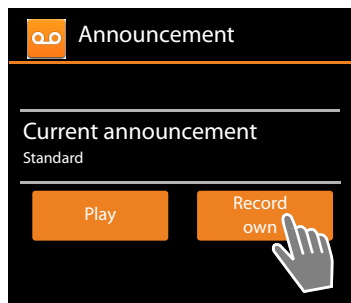 Announcement
Current announcement
Standard
Play
Record
own